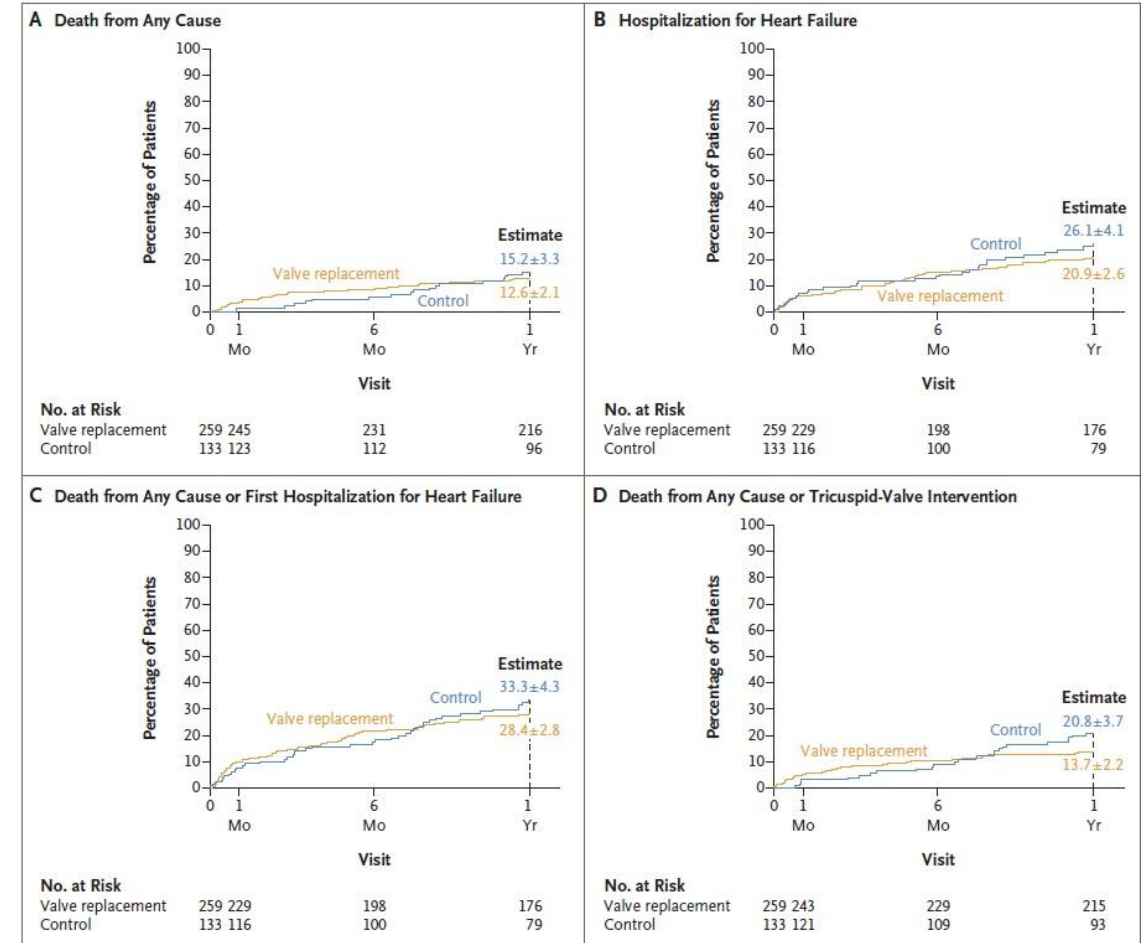 A Death from Any Cause
Percentage of Patients
100
90
80
70
60
50
40
30
20
10
0
Valve replacement
Control
Estimate
15.2±3.3
12.6±2.1
0 1 6 1
Mo Mo Yr
Visit
No. at Risk
Valve replacement 259 245 231 216
Control 133 123 112 96
B Hospitalization for Heart Failure
Percentage of Patients
100
90
80
70
60
50
40
30
20
10
0
Control
Valve replacement
Estimate
26.1±4.1
20.9±2.6
0 1 6 1
Mo Mo Yr
Visit
No. at Risk
Valve replacement 259 229 198 176
Control 133 116 100 79
C Death from Any Cause or First Hospitalization for Heart Failure
Percentage of Patients
100
90
80
70
60
50
40
30
20
10
0
Valve replacement
Control
Estimate
33.3±4.3
28.4±2.8
0 1 6 1
Mo Mo Yr
Visit
No. at Risk
Valve replacement 259 229 198 176
Control 133 116 100 79
D Death from Any Cause or Tricuspid-Valve Intervention
Percentage of Patients
100
90
80
70
60
50
40
30
20
10
0
Valve replacement
Control
Estimate
20.8±3.7
13.7±2.2
0 1 6 1
Mo Mo Yr
Visit
No. at Risk
Valve replacement 259 243 229 215
Control 133 121 109 93